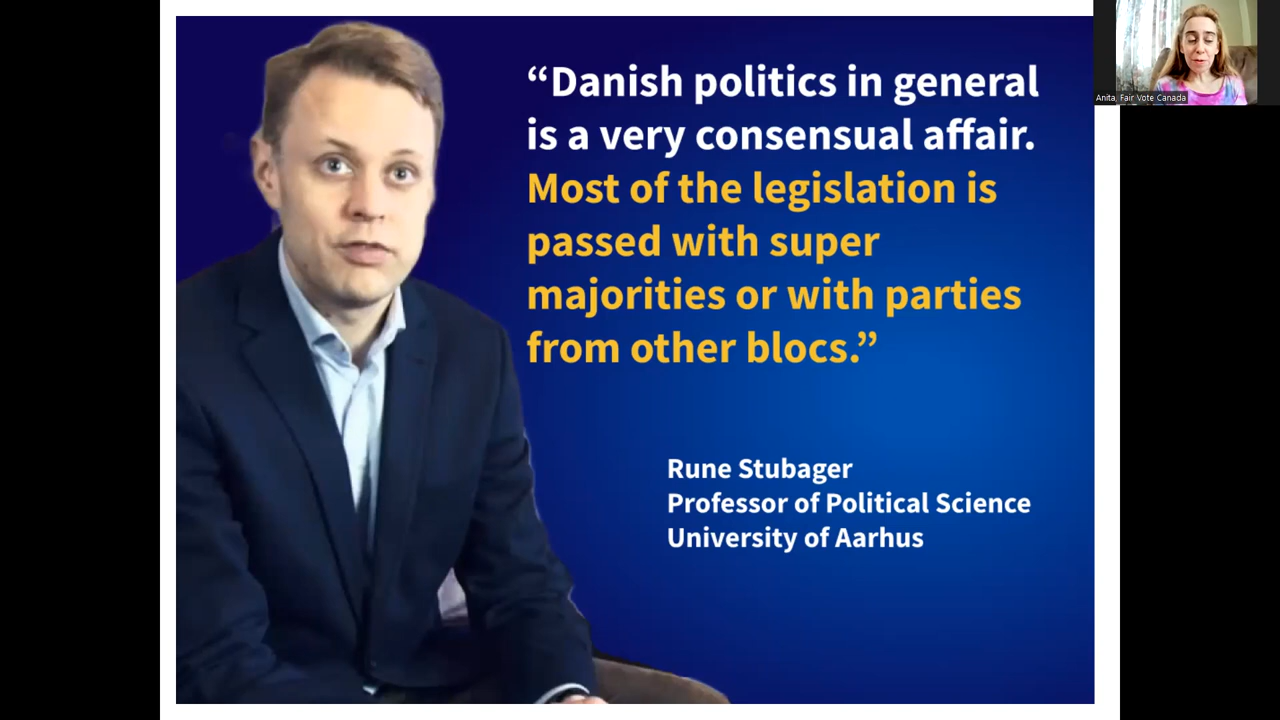 “Danish politics in general
is a very consensual affair.
Most of the legislation is
passed with super
majorities or with parties
from other blocs.”
Rune Stubager
Professor of Political Science
University of Aarhus
Anita, Fair Vote Canada